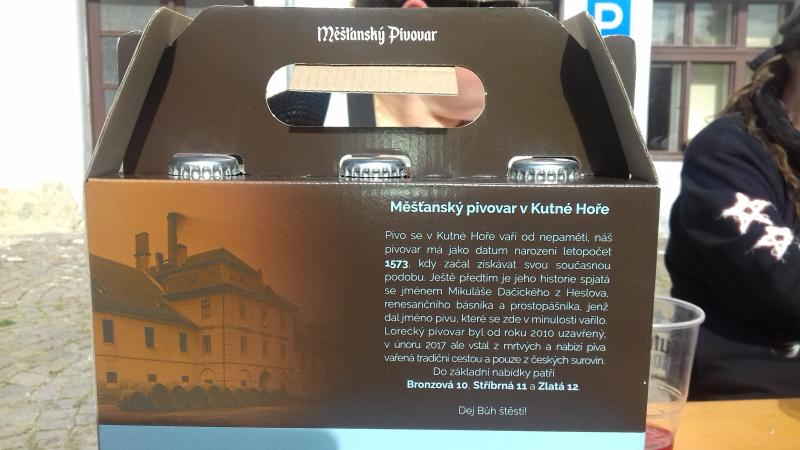 P
Měšťanský Pivovar
Měšťanský pivovar v Kutné Hoře
Pivo se v Kutné Hoře vaří od nepaměti, náš
pivovar má jako datum narození letopočet
1573, kdy začal získávat svou současnou
podobu. Ještě předtím je jeho historie spjatá
se jménem Mikuláše Dačického z Heslova,
renesančního básníka a prostopášníka, jenž
dal jméno pivu, které se zde v minulosti vařilo.
Lorecký pivovar byl od roku 2010 uzavřený,
v únoru 2017 ale vstal z mrtvých a nabízí piva
vařená tradiční cestou a pouze z českých surovin.
Do základní nabídky patří
Bronzová 10, Stříbrná 11 a Zlatá 12.
Dej Bůh štěstí!